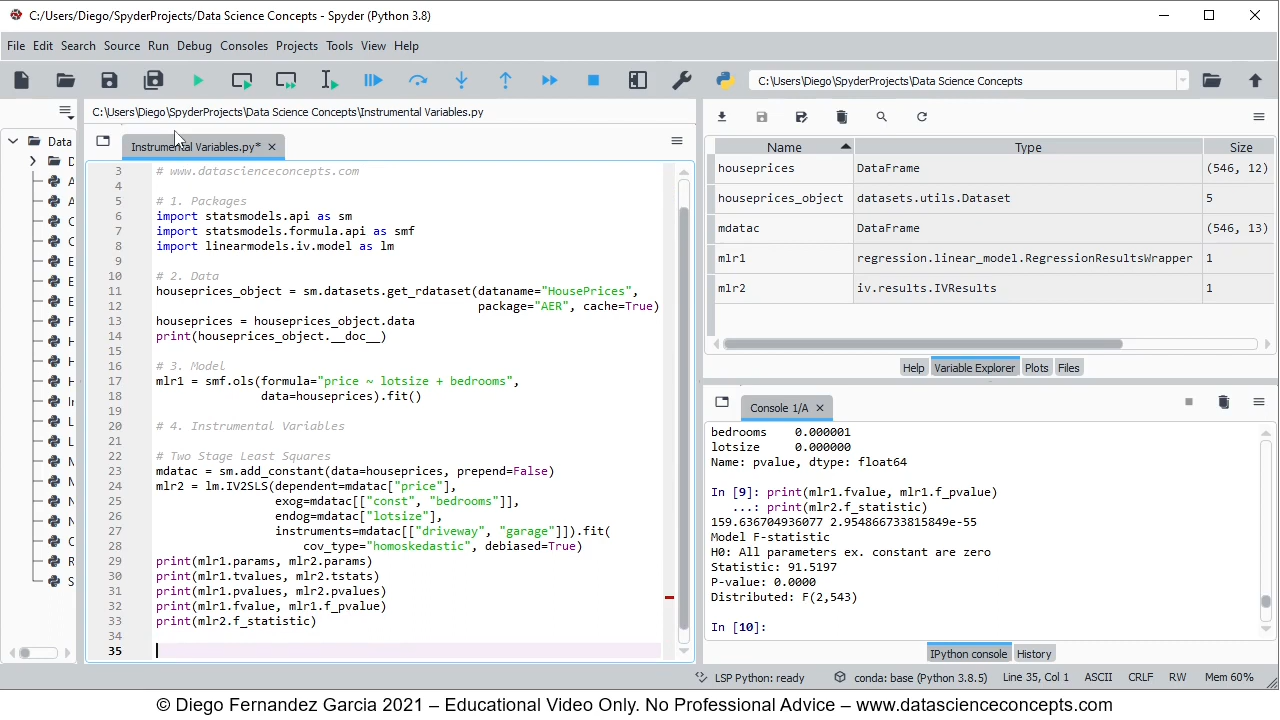 C:/Users/Diego/SpyderProjects/Data Science Concepts - Spyder (Python 3.8)
File Edit Search Source Run Debug Consoles Projects Tools View Help
C:\Users\Diego\SpyderProjects\Data Science Concepts
C:\Users\Diego\SpyderProjects\Data Science Concepts\Instrumental Variables.py
Data
D
A
A
C
C
E
E
E
F
H
H
H
Ir
L
L
M
M
N
N
C
R
S
Instrumental Variables.py*
3 # www.datascienceconcepts.com
4
5 # 1. Packages
6 import statsmodels.api as sm
7 import statsmodels.formula.api as smf
8 import linearmodels.iv.model as lm
9
10 # 2. Data
11 houseprices_object = sm.datasets.get_rdataset(dataname="HousePrices",
12 package="AER", cache=True)
13 houseprices = houseprices_object.data
14 print(houseprices_object.__doc__)
15
16 # 3. Model
17 mlr1 = smf.ols(formula="price ~ lotsize + bedrooms",
18 data=houseprices).fit()
19
20 # 4. Instrumental Variables
21
22 # Two Stage Least Squares
23 mdatac = sm.add_constant(data=houseprices, prepend=False)
24 mlr2 = lm.IV2SLS(dependent=mdatac["price"],
25 exog=mdatac[["const", "bedrooms"]],
26 endog=mdatac["lotsize"],
27 instruments=mdatac[["driveway", "garage"]]).fit(
28 cov_type="homoskedastic", debiased=True)
29 print(mlr1.params, mlr2.params)
30 print(mlr1.tvalues, mlr2.tstats)
31 print(mlr1.pvalues, mlr2.pvalues)
32 print(mlr1.fvalue, mlr1.f_pvalue)
33 print(mlr2.f_statistic)
34
35
Name Type Size
houseprices DataFrame (546, 12)
houseprices_object datasets.utils.Dataset 5
mdatac DataFrame (546, 13)
mlr1 regression.linear_model.RegressionResultsWrapper 1
mlr2 iv.results.IVResults 1
Help Variable Explorer Plots Files
Console 1/A
bedrooms 0.000001
lotsize 0.000000
Name: pvalue, dtype: float64
In [9]: print(mlr1.fvalue, mlr1.f_pvalue)
...: print(mlr2.f_statistic)
159.636704936077 2.954866733815849e-55
Model F-statistic
H0: All parameters ex. constant are zero
Statistic: 91.5197
P-value: 0.0000
Distributed: F(2,543)
In [10]:
IPython console History
LSP Python: ready conda: base (Python 3.8.5) Line 35, Col 1 ASCII CRLF RW Mem 60%
© Diego Fernandez Garcia 2021 – Educational Video Only. No Professional Advice – www.datascienceconcepts.com